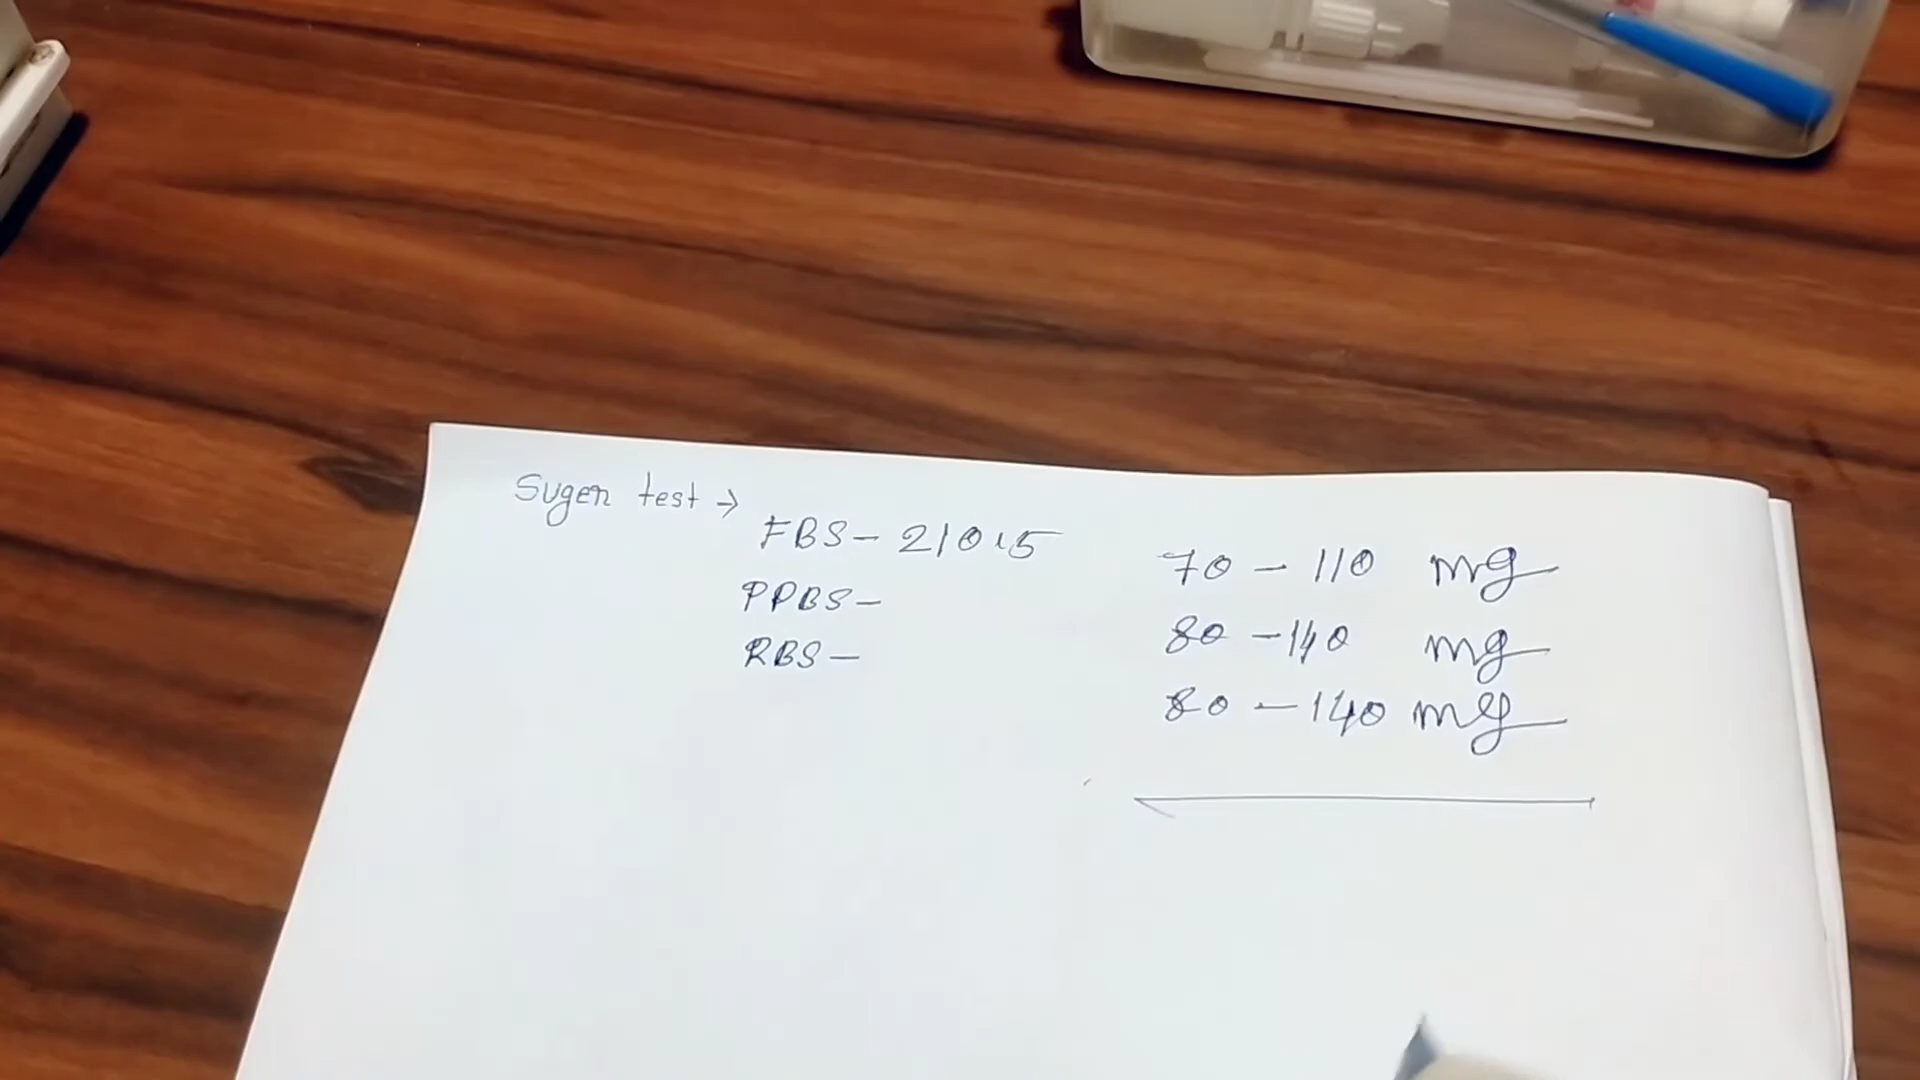 Sugen test →
FBS - 210.5 70 - 110 mg
PPBS - 80 - 140 mg
RBS - 80 - 140 mg